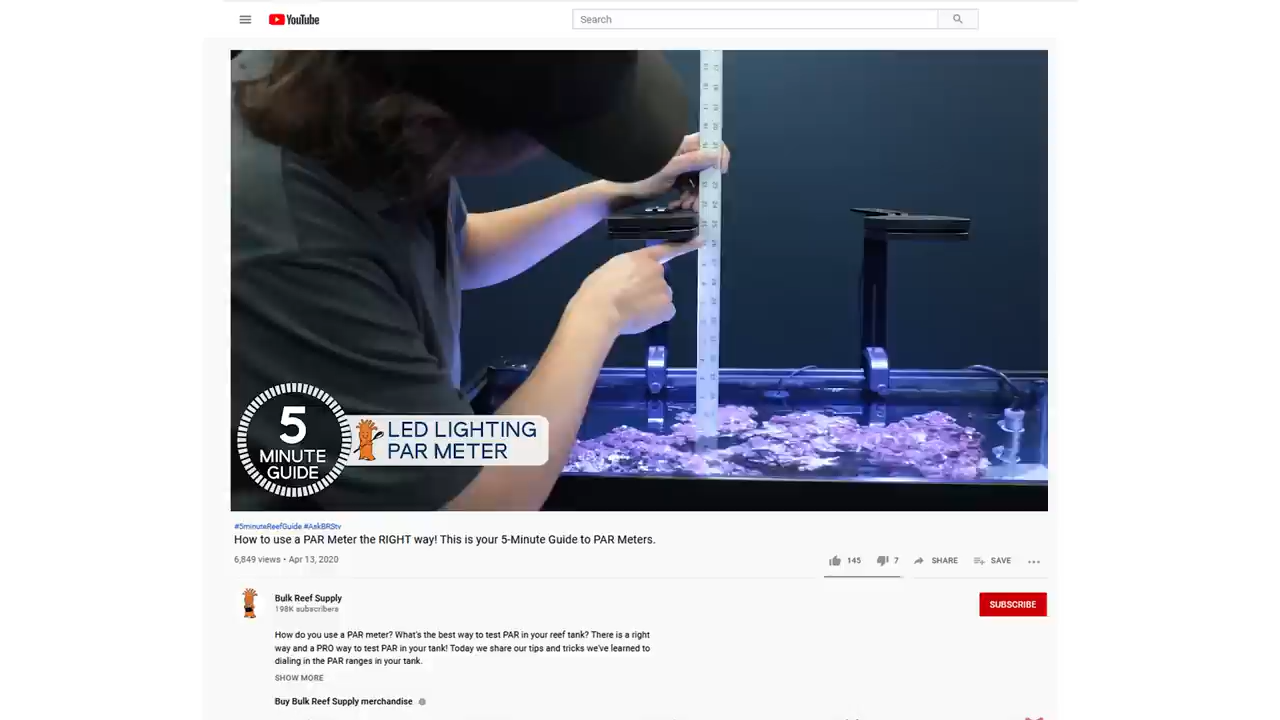 YouTube
Search
5
MINUTE
GUIDE
LED LIGHTING
PAR METER
#5minuteReefGuide #AskBRStv
How to use a PAR Meter the RIGHT way! This is your 5-Minute Guide to PAR Meters.
6,849 views • Apr 13, 2020
145
7
SHARE
SAVE
Bulk Reef Supply
198K subscribers
SUBSCRIBE
How do you use a PAR meter? What's the best way to test PAR in your reef tank? There is a right
way and a PRO way to test PAR in your tank! Today we share our tips and tricks we've learned to
dialing in the PAR ranges in your tank.
SHOW MORE
Buy Bulk Reef Supply merchandise